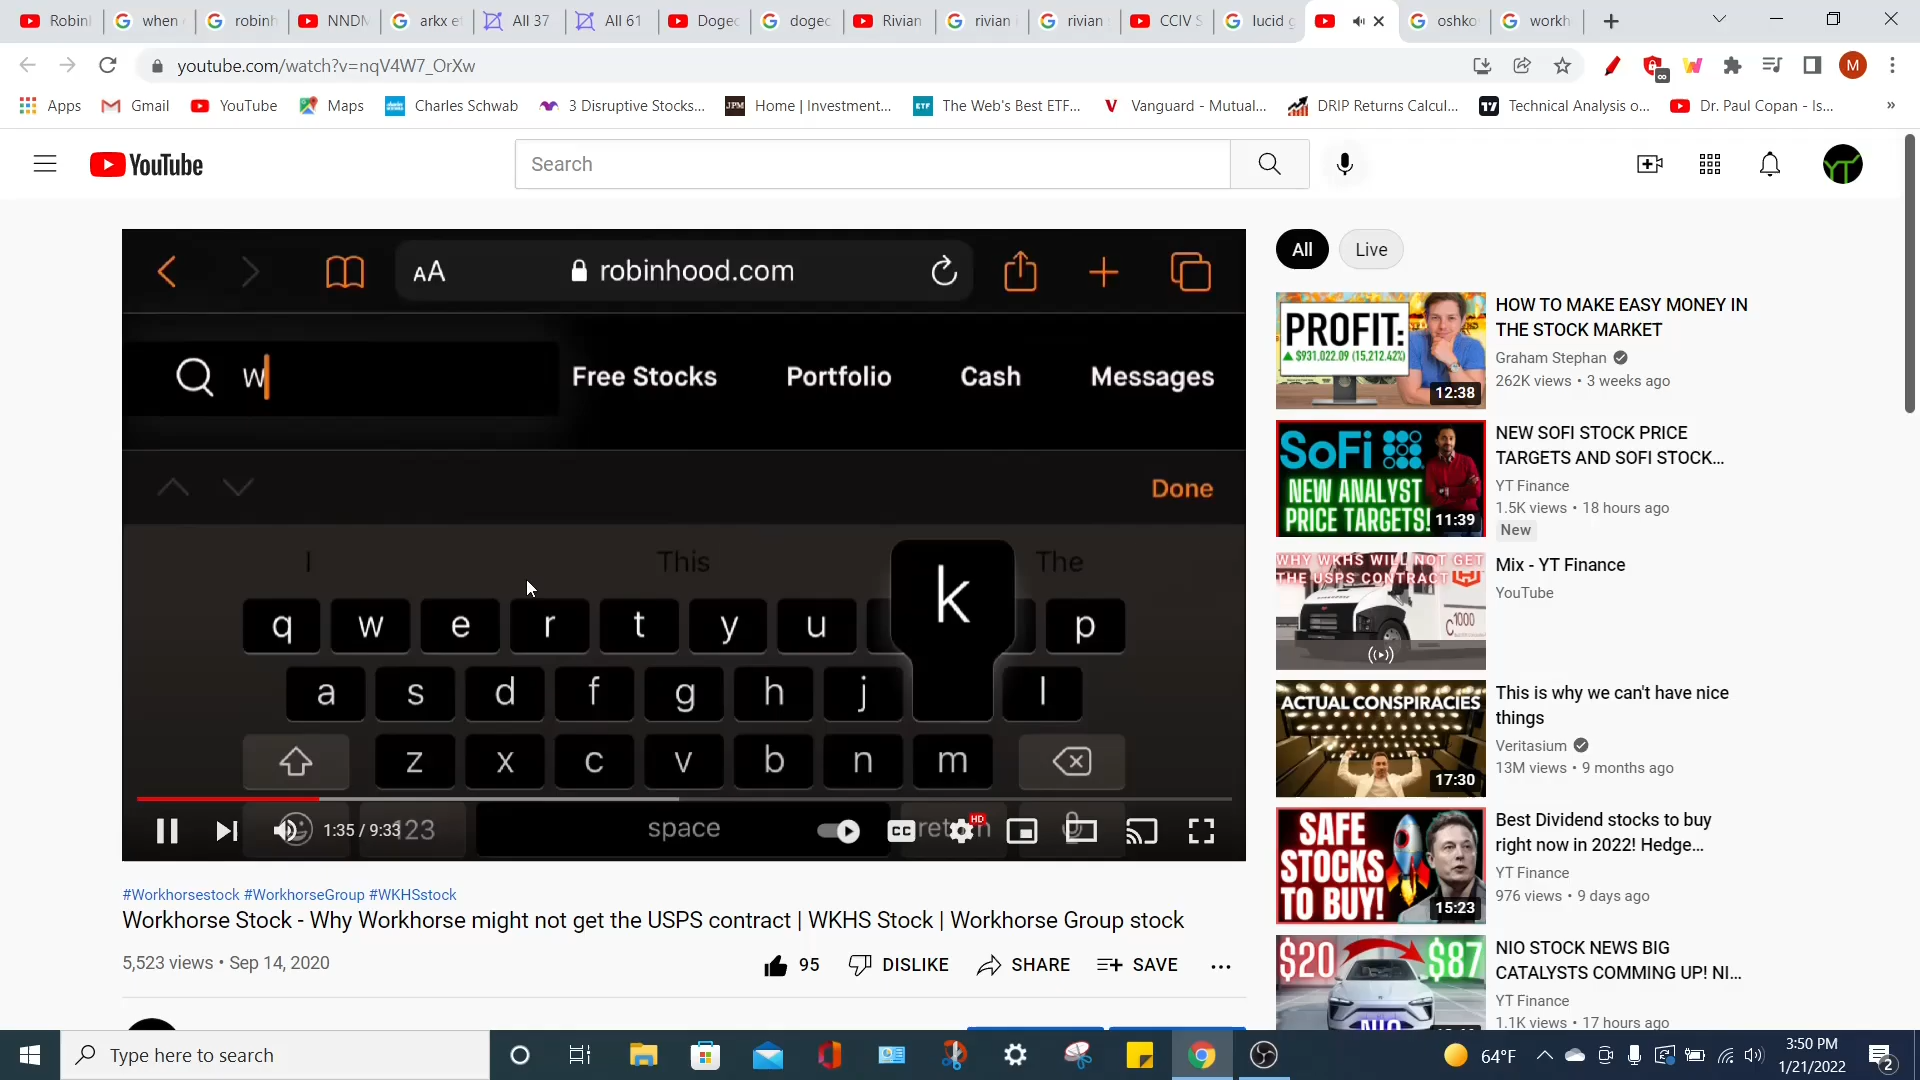 Robinl
when
robinh
NNDM
arkx e
All 37
All 61
Dogec
dogec
Rivian
rivian
rivian
CCIV S
lucid g
oshko
workh
youtube.com/watch?v=nqV4W7_OrXw
M
Apps
Gmail
YouTube
Maps
Charles Schwab
3 Disruptive Stocks...
JPM
Home | Investment...
ETF
The Web's Best ETF...
Vanguard - Mutual...
DRIP Returns Calcul...
Technical Analysis o...
Dr. Paul Copan - Is...
»
YouTube
Search
YT
AA
robinhood.com
w
Free Stocks
Portfolio
Cash
Messages
Done
I
This
The
k
q w e r t y u p
a s d f g h j l
z x c v b n m
123
space
return
1:35 / 9:33
CC
HD
#Workhorsestock #WorkhorseGroup #WKHSstock
Workhorse Stock - Why Workhorse might not get the USPS contract | WKHS Stock | Workhorse Group stock
5,523 views • Sep 14, 2020
95
DISLIKE
SHARE
SAVE
All
Live
PROFIT:
▲ $931,022.09 (15,212.42%)
12:38
HOW TO MAKE EASY MONEY IN
THE STOCK MARKET
Graham Stephan
262K views • 3 weeks ago
SoFi
NEW ANALYST
PRICE TARGETS!
11:39
NEW SOFI STOCK PRICE
TARGETS AND SOFI STOCK...
YT Finance
1.5K views • 18 hours ago
New
WHY WKHS WILL NOT GET
THE USPS CONTRACT
C1000
Mix - YT Finance
YouTube
ACTUAL CONSPIRACIES
17:30
This is why we can't have nice
things
Veritasium
13M views • 9 months ago
SAFE
STOCKS
TO BUY!
15:23
Best Dividend stocks to buy
right now in 2022! Hedge...
YT Finance
976 views • 9 days ago
$20
$87
NIO
NIO STOCK NEWS BIG
CATALYSTS COMMING UP! NI...
YT Finance
1.1K views • 17 hours ago
Type here to search
64°F
3:50 PM
1/21/2022
2